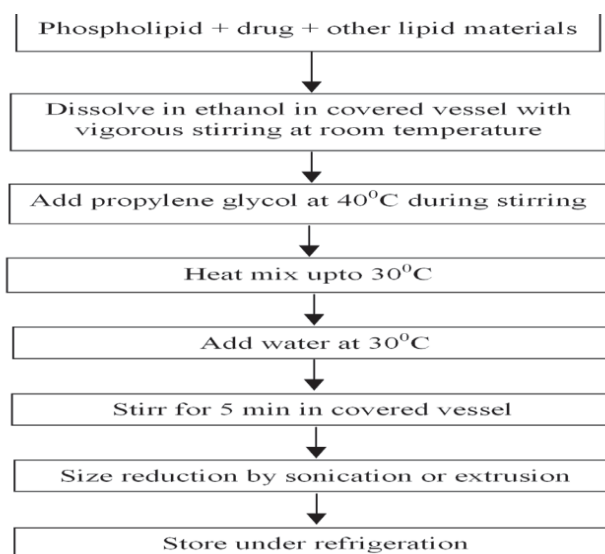 Phospholipid + drug + other lipid materials
Dissolve in ethanol in covered vessel with
vigorous stirring at room temperature
Add propylene glycol at 40⁰C during stirring
Heat mix upto 30⁰C
Add water at 30⁰C
Stirr for 5 min in covered vessel
Size reduction by sonication or extrusion
Store under refrigeration